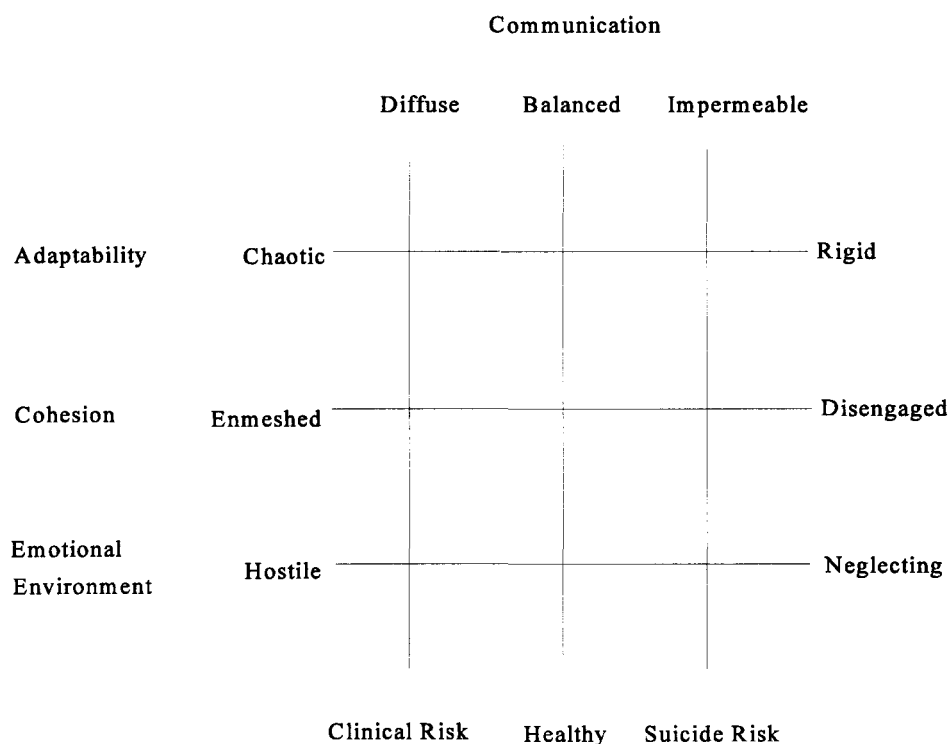 Communication
Diffuse Balanced Impermeable
Adaptability Chaotic Rigid
Cohesion Enmeshed Disengaged
Emotional
Environment Hostile Neglecting
Clinical Risk Healthy Suicide Risk